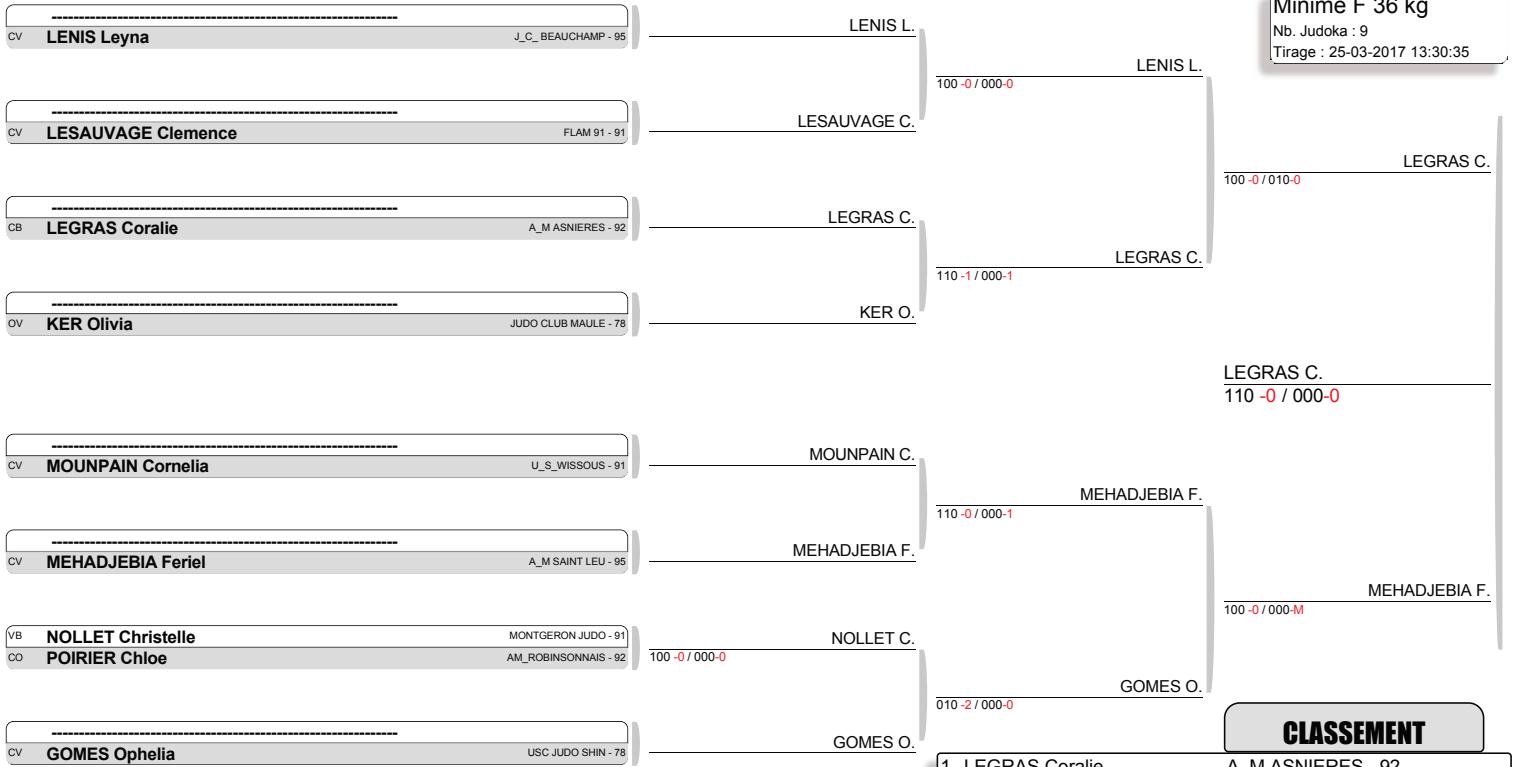 Minime F 36 kg
Nb. Judoka : 9
Tirage : 25-03-2017 13:30:35
------------------------------------------------------------------------
CV LENIS Leyna J_C_ BEAUCHAMP - 95
------------------------------------------------------------------------
CV LESAUVAGE Clemence FLAM 91 - 91
------------------------------------------------------------------------
CB LEGRAS Coralie A_M ASNIERES - 92
------------------------------------------------------------------------
OV KER Olivia JUDO CLUB MAULE - 78
------------------------------------------------------------------------
CV MOUNPAIN Cornelia U_S_WISSOUS - 91
------------------------------------------------------------------------
CV MEHADJEBIA Feriel A_M SAINT LEU - 95
VB NOLLET Christelle MONTGERON JUDO - 91
CO POIRIER Chloe AM_ROBINSONNAIS - 92
------------------------------------------------------------------------
CV GOMES Ophelia USC JUDO SHIN - 78
LENIS L.
LESAUVAGE C.
LEGRAS C.
KER O.
MOUNPAIN C.
MEHADJEBIA F.
NOLLET C.
100 -0 / 000-0
GOMES O.
LENIS L.
100 -0 / 000-0
LEGRAS C.
110 -1 / 000-1
MEHADJEBIA F.
110 -0 / 000-1
GOMES O.
010 -2 / 000-0
LEGRAS C.
100 -0 / 010-0
LEGRAS C.
110 -0 / 000-0
MEHADJEBIA F.
100 -0 / 000-M
CLASSEMENT
1 LEGRAS Coralie A_M ASNIERES - 92